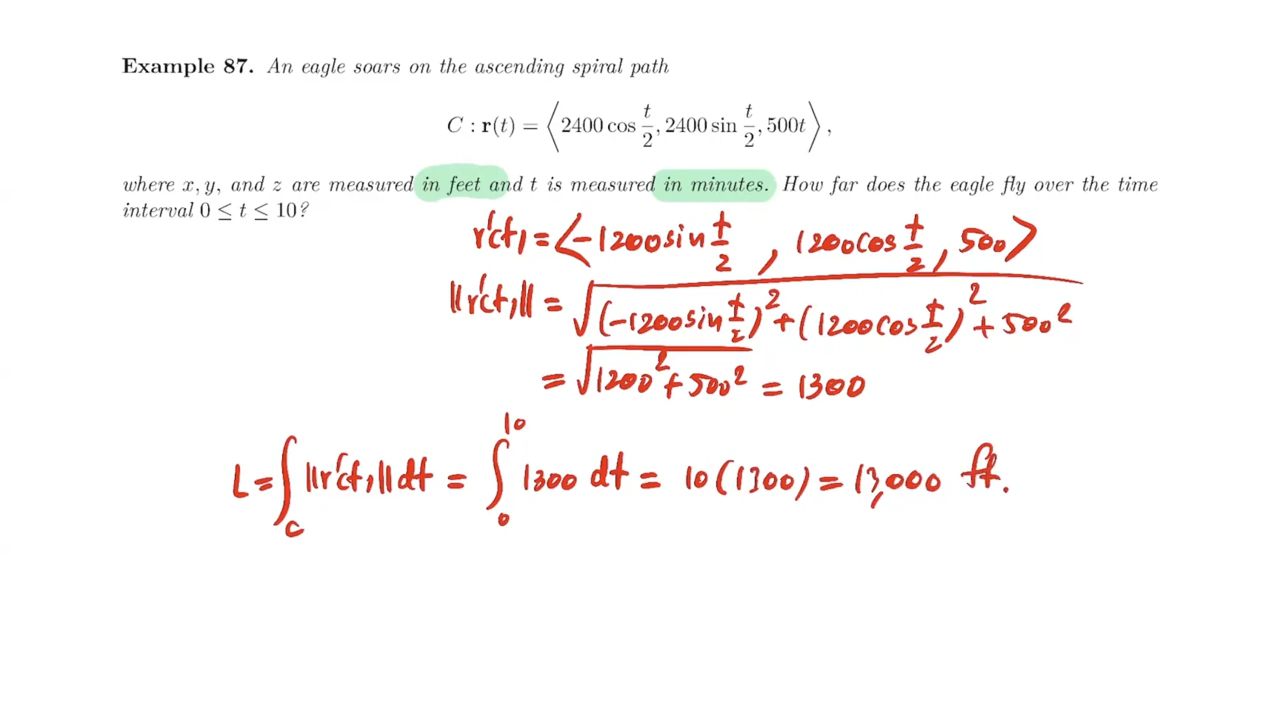 Example 87. An eagle soars on the ascending spiral path
C : r(t) = ⟨2400 cos t/2, 2400 sin t/2, 500t⟩,
where x, y, and z are measured in feet and t is measured in minutes. How far does the eagle fly over the time
interval 0 ≤ t ≤ 10?
r'(t) = ⟨-1200 sin t/2, 1200 cos t/2, 500⟩
||r'(t)|| = √((-1200 sin t/2)² + (1200 cos t/2)² + 500²)
= √(1200² + 500²) = 1300
L = ∫_C ||r'(t)|| dt = ∫_0^10 1300 dt = 10(1300) = 13,000 ft.